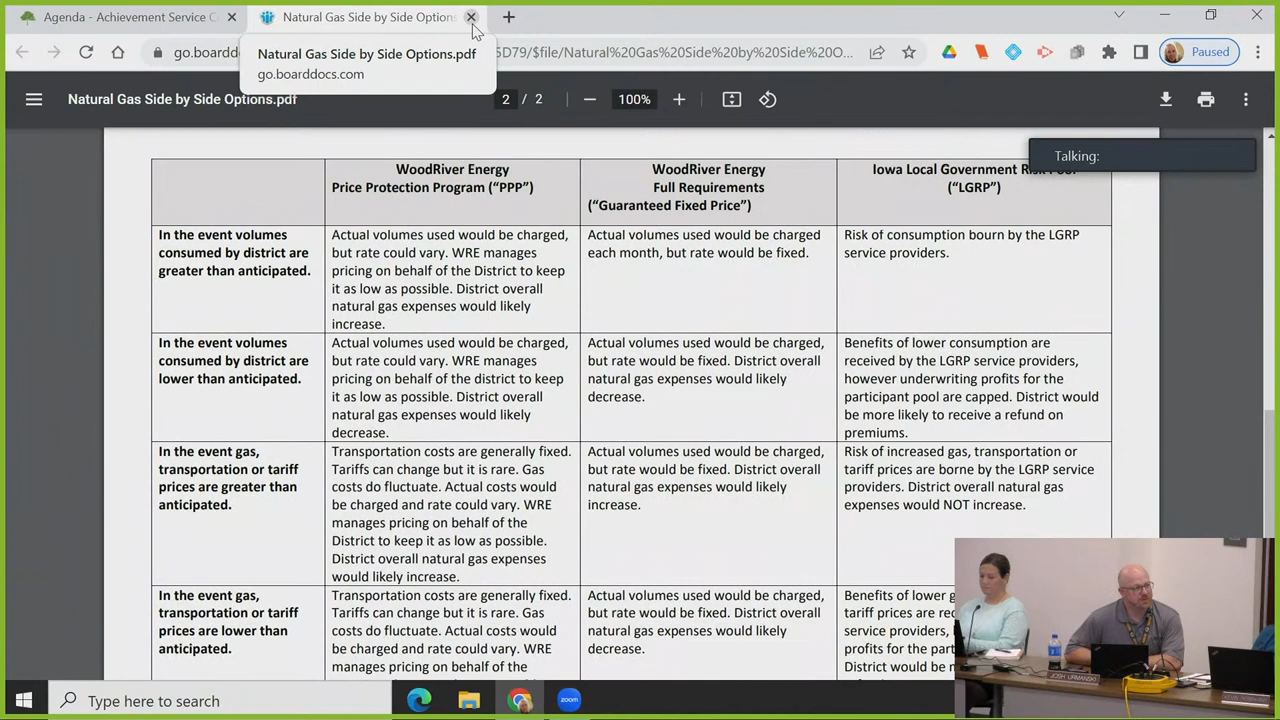 Agenda - Achievement Service C
Natural Gas Side by Side Options
go.boarddo
5D79/$file/Natural%20Gas%20Side%20by%20Side%20O...
Paused
Natural Gas Side by Side Options.pdf
go.boarddocs.com
Natural Gas Side by Side Options.pdf
2 / 2
100%
Talking:
WoodRiver Energy
Price Protection Program ("PPP")
WoodRiver Energy
Full Requirements
("Guaranteed Fixed Price")
Iowa Local Government Risk Pool
("LGRP")
In the event volumes
consumed by district are
greater than anticipated.
Actual volumes used would be charged,
but rate could vary. WRE manages
pricing on behalf of the District to keep
it as low as possible. District overall
natural gas expenses would likely
increase.
Actual volumes used would be charged
each month, but rate would be fixed.
Risk of consumption bourn by the LGRP
service providers.
In the event volumes
consumed by district are
lower than anticipated.
Actual volumes used would be charged,
but rate could vary. WRE manages
pricing on behalf of the district to keep
it as low as possible. District overall
natural gas expenses would likely
decrease.
Actual volumes used would be charged,
but rate would be fixed. District overall
natural gas expenses would likely
decrease.
Benefits of lower consumption are
received by the LGRP service providers,
however underwriting profits for the
participant pool are capped. District would
be more likely to receive a refund on
premiums.
In the event gas,
transportation or tariff
prices are greater than
anticipated.
Transportation costs are generally fixed.
Tariffs can change but it is rare. Gas
costs do fluctuate. Actual costs would
be charged and rate could vary. WRE
manages pricing on behalf of the
District to keep it as low as possible.
District overall natural gas expenses
would likely increase.
Actual volumes used would be charged,
but rate would be fixed. District overall
natural gas expenses would likely
increase.
Risk of increased gas, transportation or
tariff prices are borne by the LGRP service
providers. District overall natural gas
expenses would NOT increase.
In the event gas,
transportation or tariff
prices are lower than
anticipated.
Transportation costs are generally fixed.
Tariffs can change but it is rare. Gas
costs do fluctuate. Actual costs would
be charged and rate could vary. WRE
manages pricing on behalf of the
Actual volumes used would be charged,
but rate would be fixed. District overall
natural gas expenses would likely
decrease.
Benefits of lower g
tariff prices are rec
service providers,
profits for the part
District would be m
JOSH URMANSKI
Type here to search
zoom